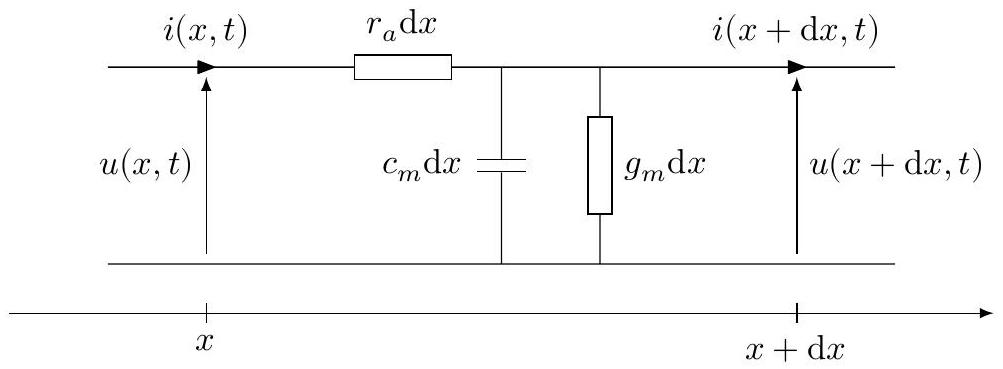 i(x, t)
r_a dx
i(x + dx, t)
u(x, t)
c_m dx
g_m dx
u(x + dx, t)
x
x + dx